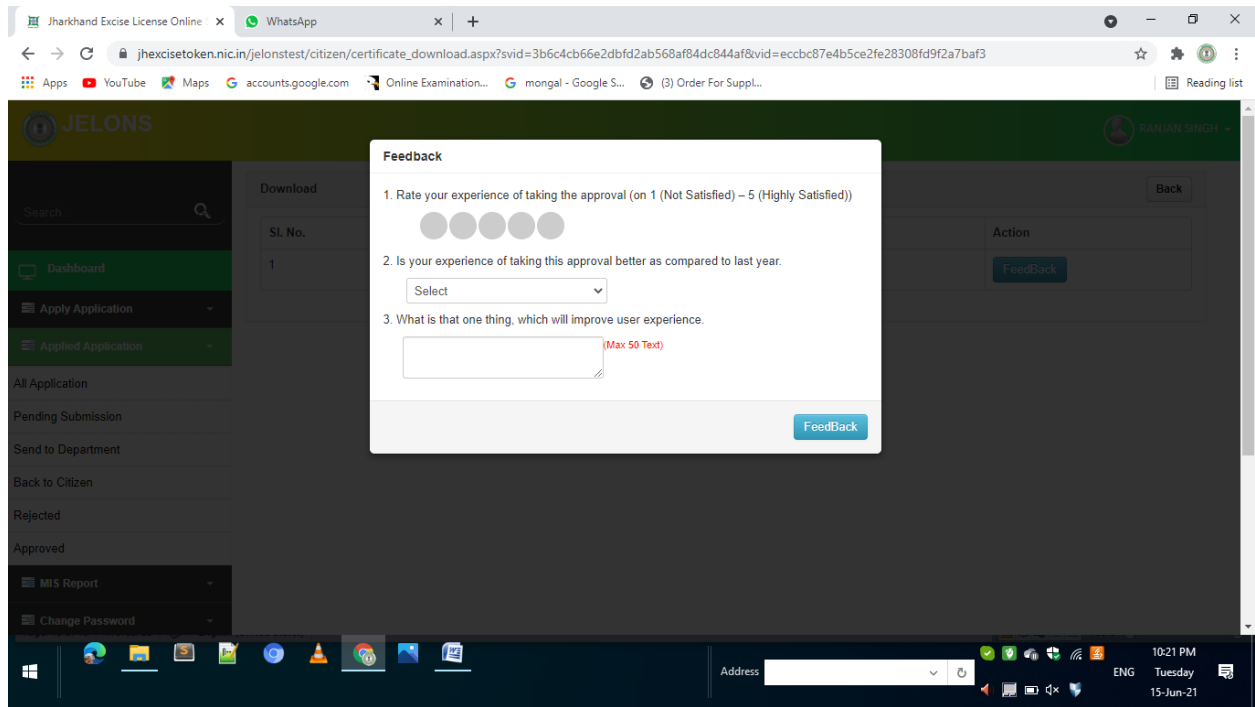 Jharkhand Excise License Online
WhatsApp
jhexcisetoken.nic.in/jelonstest/citizen/certificate_download.aspx?svid=3b6c4cb66e2dbfd2ab568af84dc844af&vid=eccbc87e4b5ce2fe28308fd9f2a7baf3
Apps YouTube Maps accounts.google.com Online Examination... mongal - Google S... (3) Order For Suppl... Reading list
JELONS
RANJAN SINGH
Feedback
1. Rate your experience of taking the approval (on 1 (Not Satisfied) – 5 (Highly Satisfied))
2. Is your experience of taking this approval better as compared to last year.
Select
3. What is that one thing, which will improve user experience.
(Max 50 Text)
FeedBack
Download
Back
Sl. No.
Action
1
FeedBack
Search...
Dashboard
Apply Application
Applied Application
All Application
Pending Submission
Send to Department
Back to Citizen
Rejected
Approved
MIS Report
Change Password
Address
ENG
10:21 PM
Tuesday
15-Jun-21